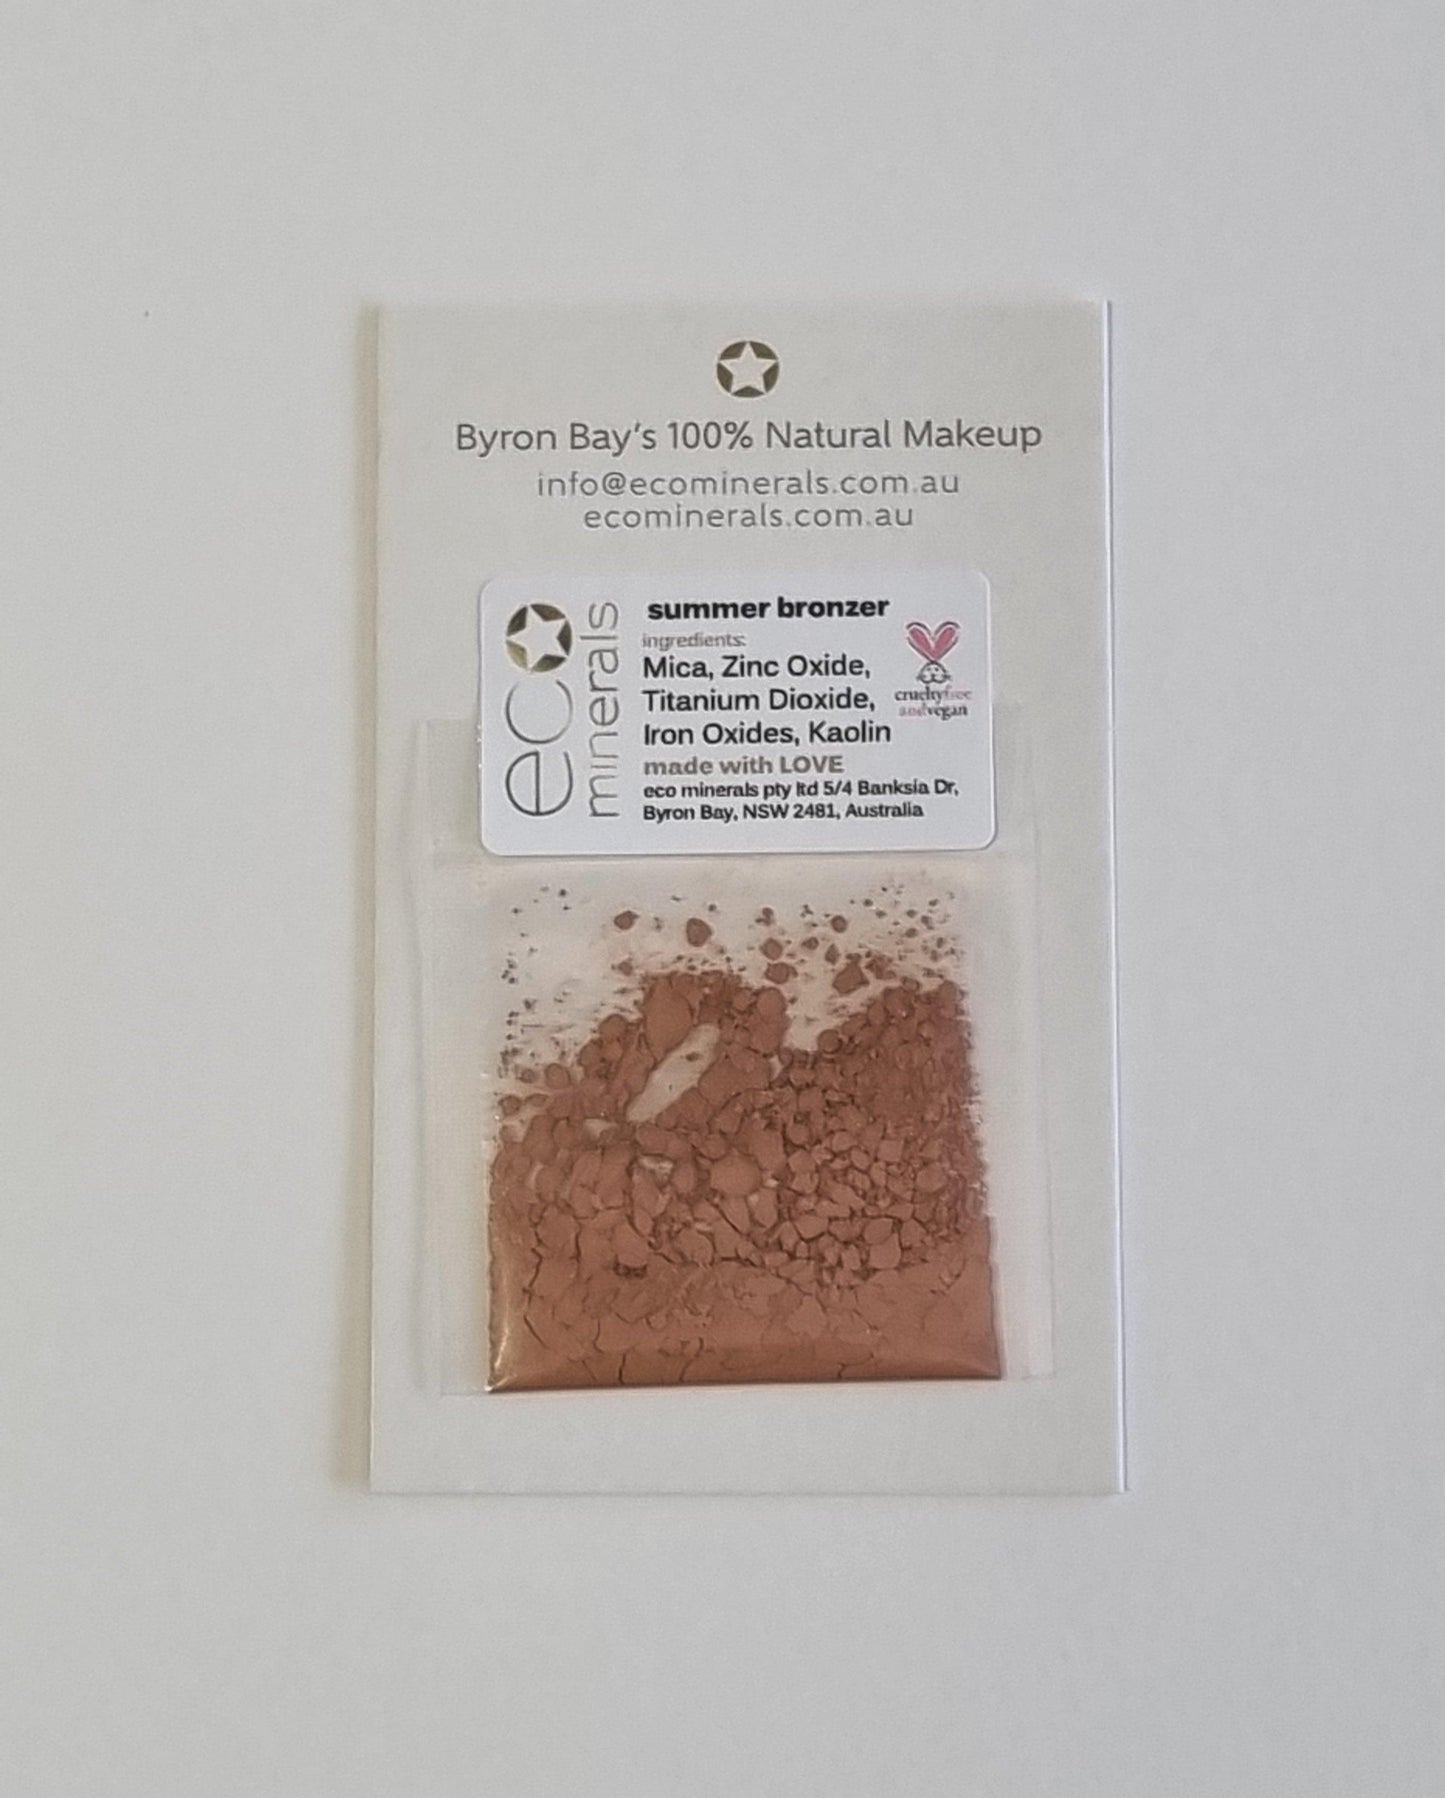 Byron Bay's 100% Natural Makeup
info@ecominerals.com.au
ecominerals.com.au
eco
minerals
summer bronzer
ingredients:
Mica, Zinc Oxide,
Titanium Dioxide,
Iron Oxides, Kaolin
made with LOVE
eco minerals pty ltd 5/4 Banksia Dr,
Byron Bay, NSW 2481, Australia
crueltyfree
andvegan